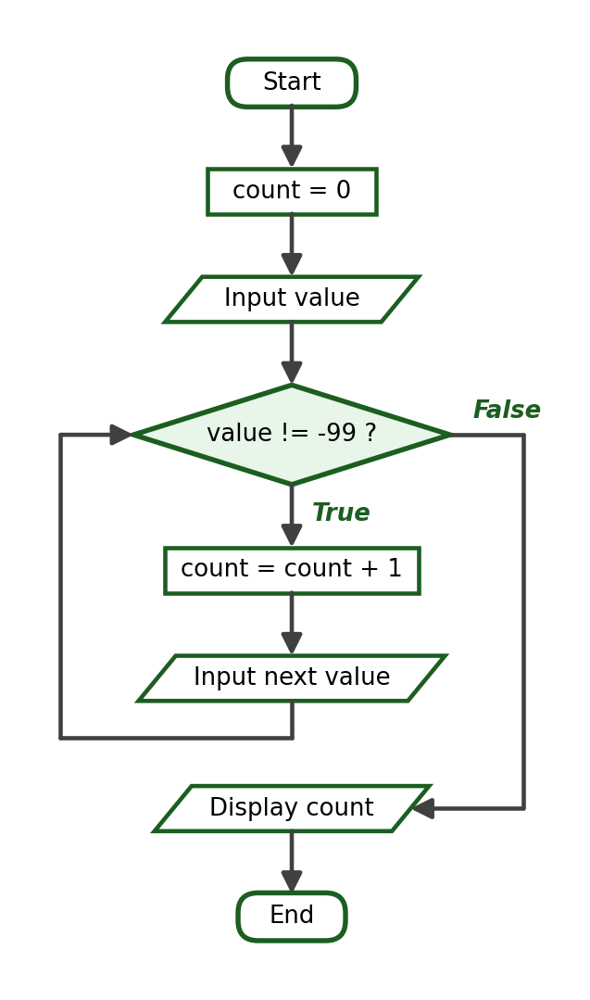 Start
count = 0
Input value
value != -99 ?
False
True
count = count + 1
Input next value
Display count
End